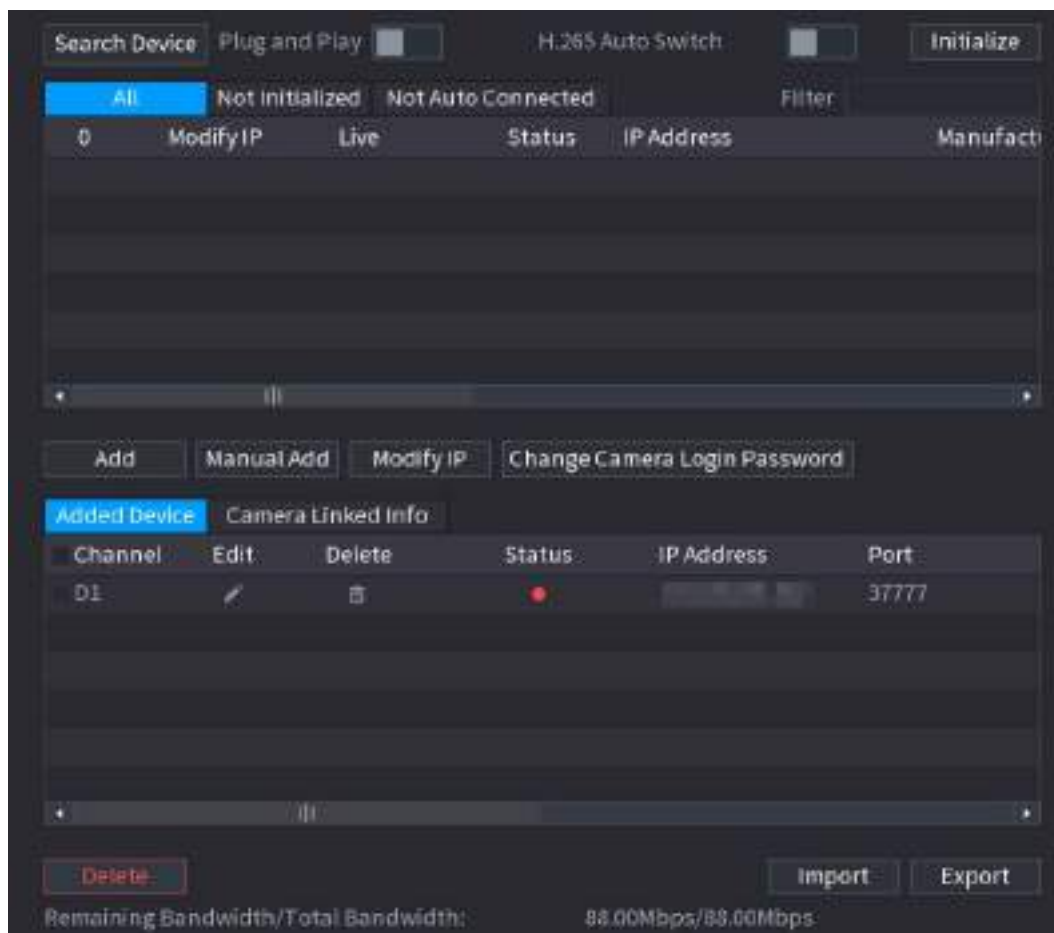 Search Device Plug and Play H.265 Auto Switch Initialize
All Not Initialized Not Auto Connected Filter
0 Modify IP Live Status IP Address Manufact
Add Manual Add Modify IP Change Camera Login Password
Added Device Camera Linked Info
Channel Edit Delete Status IP Address Port
D1 37777
Delete Import Export
Remaining Bandwidth/Total Bandwidth: 88.00Mbps/88.00Mbps